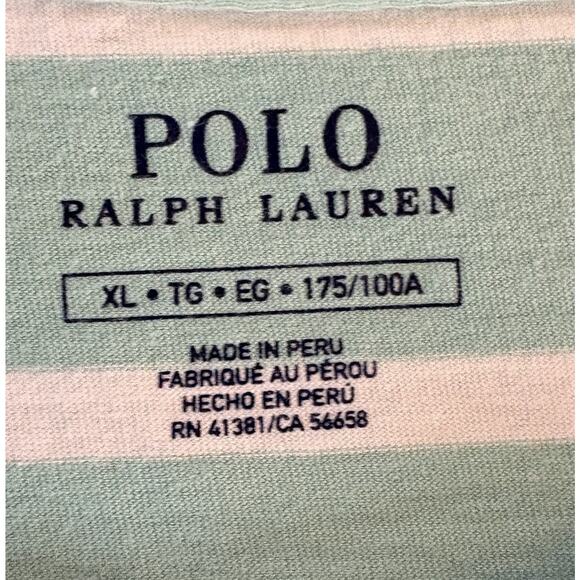 POLO
RALPH LAUREN
XL • TG • EG • 175/100A
MADE IN PERU
FABRIQUÉ AU PÉROU
HECHO EN PERÚ
RN 41381/CA 56658